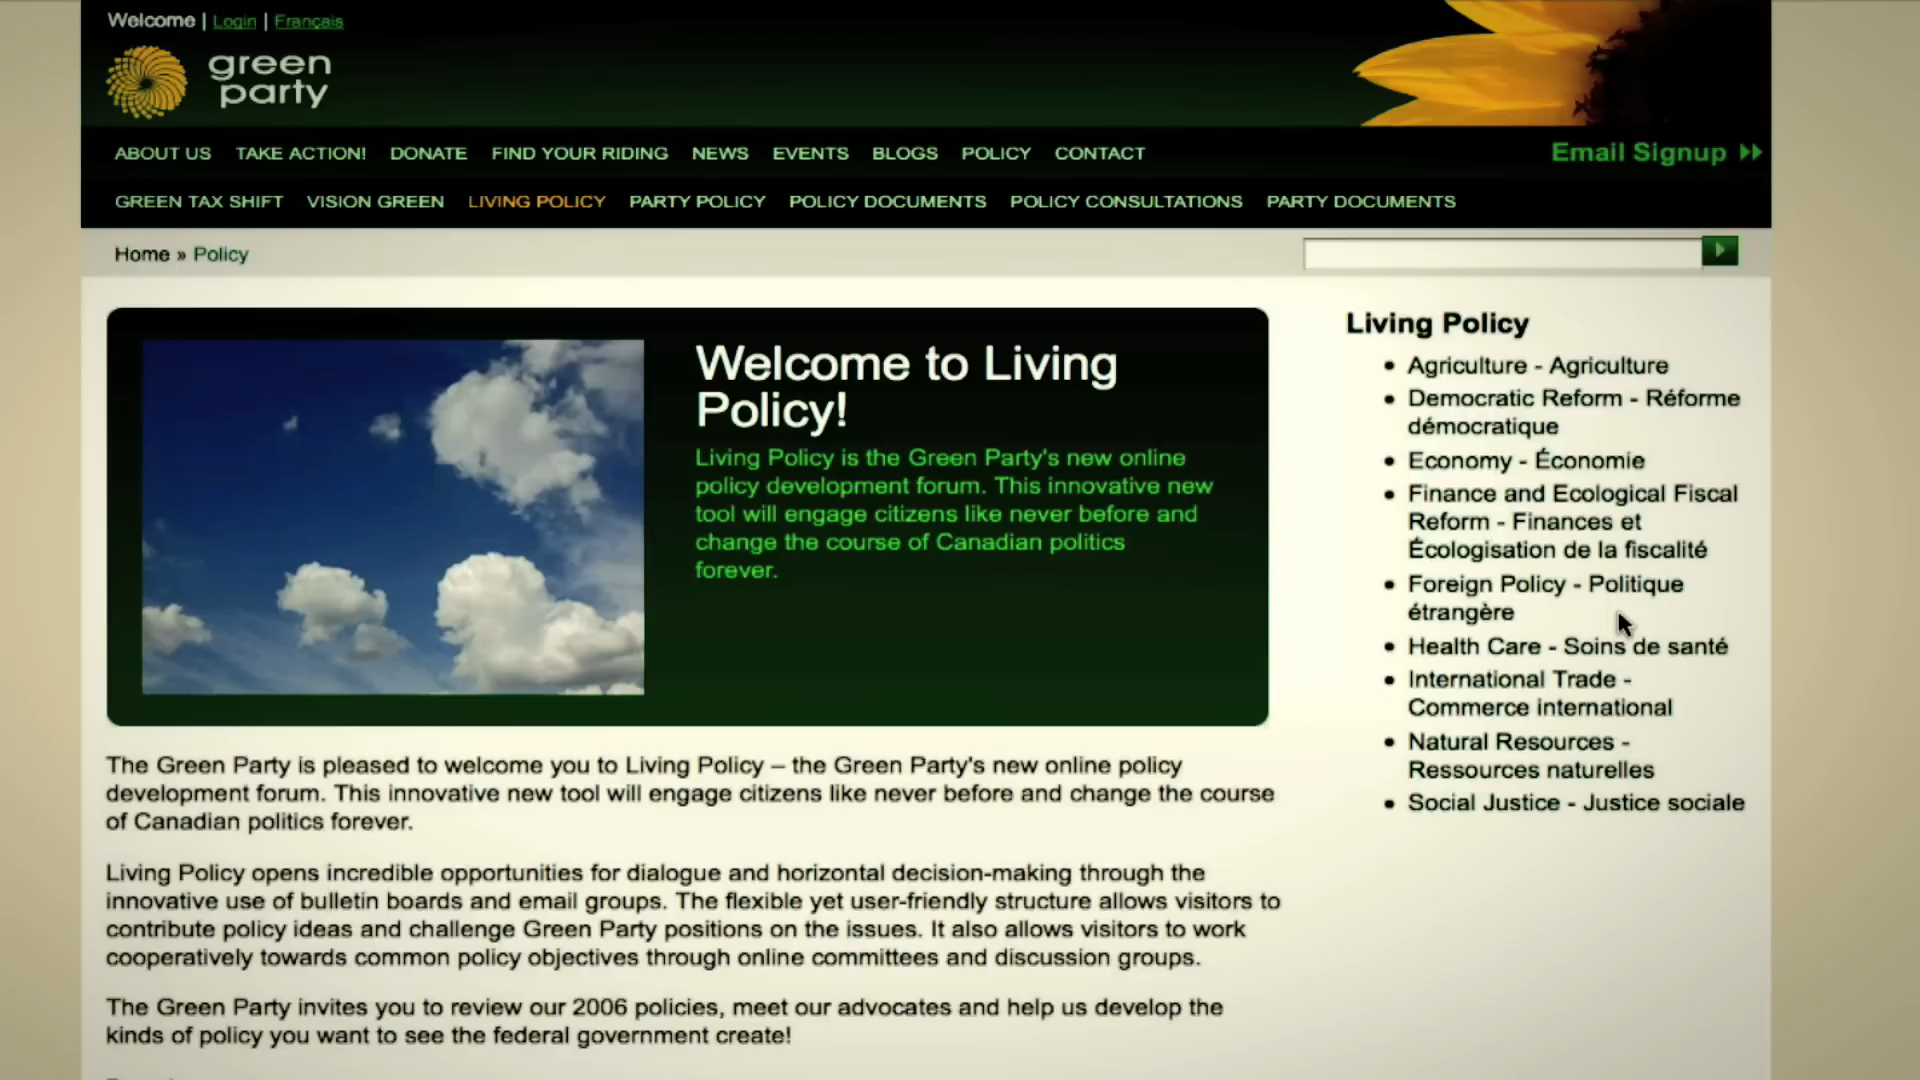 Welcome | Login | Français
green
party
ABOUT US TAKE ACTION! DONATE FIND YOUR RIDING NEWS EVENTS BLOGS POLICY CONTACT
Email Signup
GREEN TAX SHIFT VISION GREEN LIVING POLICY PARTY POLICY POLICY DOCUMENTS POLICY CONSULTATIONS PARTY DOCUMENTS
Home » Policy
Welcome to Living
Policy!
Living Policy is the Green Party's new online
policy development forum. This innovative new
tool will engage citizens like never before and
change the course of Canadian politics
forever.
The Green Party is pleased to welcome you to Living Policy – the Green Party's new online policy
development forum. This innovative new tool will engage citizens like never before and change the course
of Canadian politics forever.
Living Policy opens incredible opportunities for dialogue and horizontal decision-making through the
innovative use of bulletin boards and email groups. The flexible yet user-friendly structure allows visitors to
contribute policy ideas and challenge Green Party positions on the issues. It also allows visitors to work
cooperatively towards common policy objectives through online committees and discussion groups.
The Green Party invites you to review our 2006 policies, meet our advocates and help us develop the
kinds of policy you want to see the federal government create!
Living Policy
• Agriculture - Agriculture
• Democratic Reform - Réforme
démocratique
• Economy - Économie
• Finance and Ecological Fiscal
Reform - Finances et
Écologisation de la fiscalité
• Foreign Policy - Politique
étrangère
• Health Care - Soins de santé
• International Trade -
Commerce international
• Natural Resources -
Ressources naturelles
• Social Justice - Justice sociale